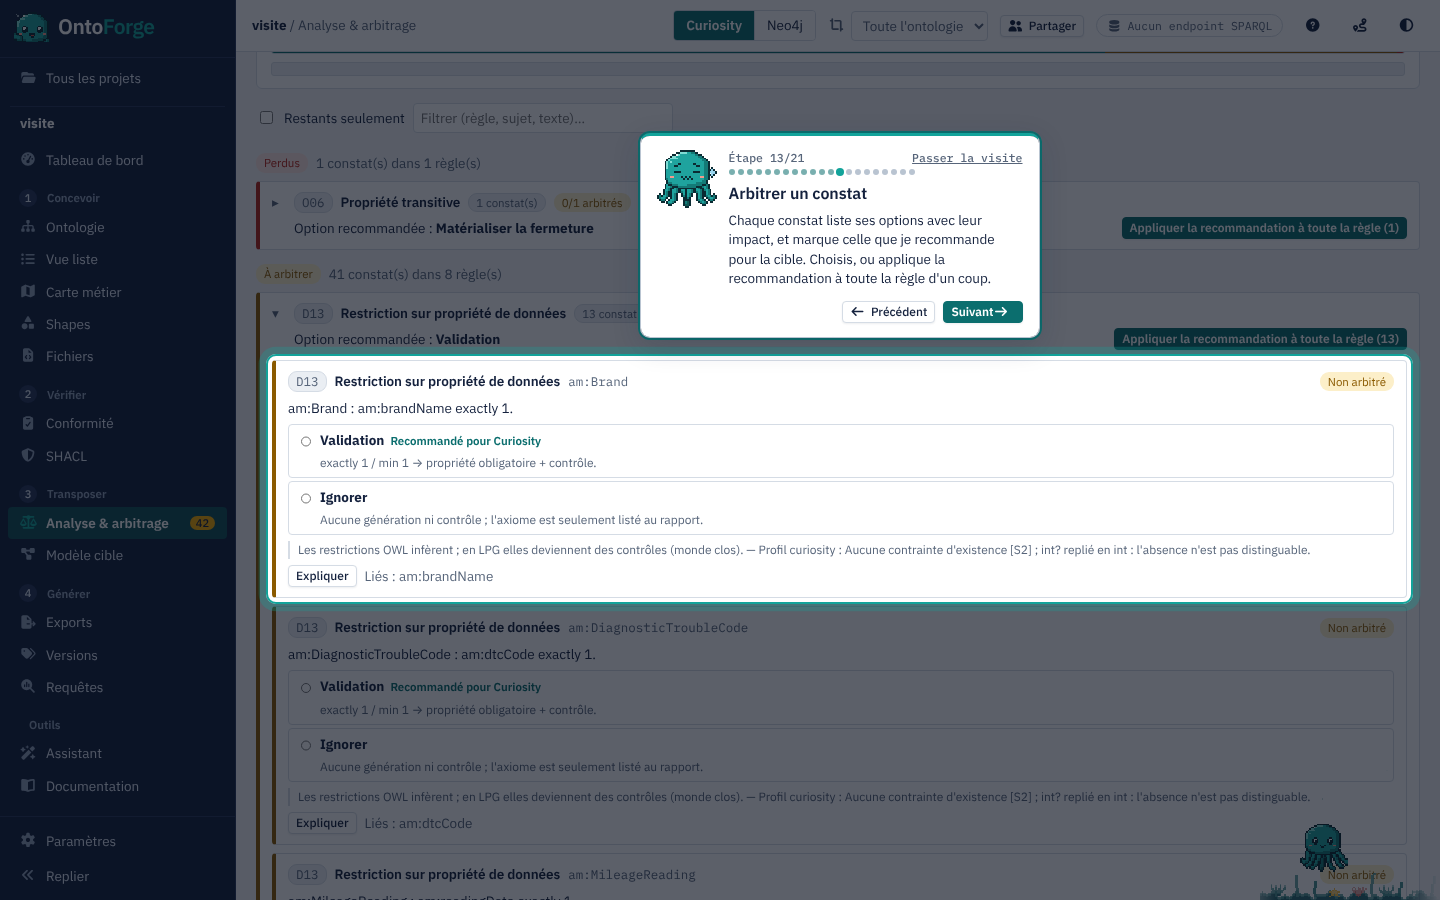 OntoForge
Tous les projets
visite
Tableau de bord
1 Concevoir
Ontologie
Vue liste
Carte métier
Shapes
Fichiers
2 Vérifier
Conformité
SHACL
3 Transposer
Analyse & arbitrage 42
Modèle cible
4 Générer
Exports
Versions
Requêtes
Outils
Assistant
Documentation
Paramètres
Replier
visite / Analyse & arbitrage
Curiosity Neo4j
Toute l'ontologie
Partager
Aucun endpoint SPARQL
Restants seulement
Filtrer (règle, sujet, texte)...
Perdus 1 constat(s) dans 1 règle(s)
O06 Propriété transitive 1 constat(s) 0/1 arbitrés
Option recommandée : Matérialiser la fermeture
Appliquer la recommandation à toute la règle (1)
À arbitrer 41 constat(s) dans 8 règle(s)
D13 Restriction sur propriété de données 13 constat
Option recommandée : Validation
Appliquer la recommandation à toute la règle (13)
Étape 13/21
Passer la visite
Arbitrer un constat
Chaque constat liste ses options avec leur
impact, et marque celle que je recommande
pour la cible. Choisis, ou applique la
recommandation à toute la règle d'un coup.
← Précédent
Suivant→
D13 Restriction sur propriété de données am:Brand
Non arbitré
am:Brand : am:brandName exactly 1.
Validation Recommandé pour Curiosity
exactly 1 / min 1 → propriété obligatoire + contrôle.
Ignorer
Aucune génération ni contrôle ; l'axiome est seulement listé au rapport.
Les restrictions OWL infèrent ; en LPG elles deviennent des contrôles (monde clos). — Profil curiosity : Aucune contrainte d'existence [S2] ; int? replié en int : l'absence n'est pas distinguable.
Expliquer Liés : am:brandName
D13 Restriction sur propriété de données am:DiagnosticTroubleCode
Non arbitré
am:DiagnosticTroubleCode : am:dtcCode exactly 1.
Validation Recommandé pour Curiosity
exactly 1 / min 1 → propriété obligatoire + contrôle.
Ignorer
Aucune génération ni contrôle ; l'axiome est seulement listé au rapport.
Les restrictions OWL infèrent ; en LPG elles deviennent des contrôles (monde clos). — Profil curiosity : Aucune contrainte d'existence [S2] ; int? replié en int : l'absence n'est pas distinguable.
Expliquer Liés : am:dtcCode
D13 Restriction sur propriété de données am:MileageReading
Non arbitré